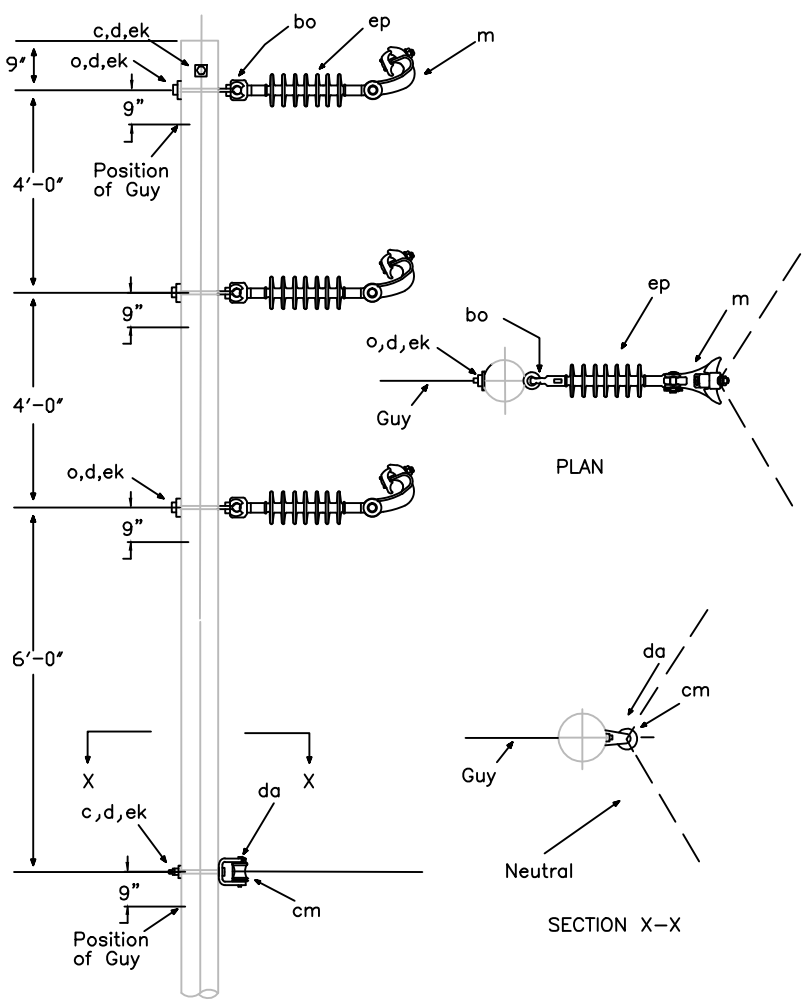 c,d,ek
bo
ep
m
9"
o,d,ek
9"
Position
of Guy
4'-0"
9"
4'-0"
o,d,ek
9"
6'-0"
X
X
c,d,ek
da
9"
cm
Position
of Guy
ep
m
bo
o,d,ek
Guy
PLAN
da
cm
Guy
Neutral
SECTION X-X